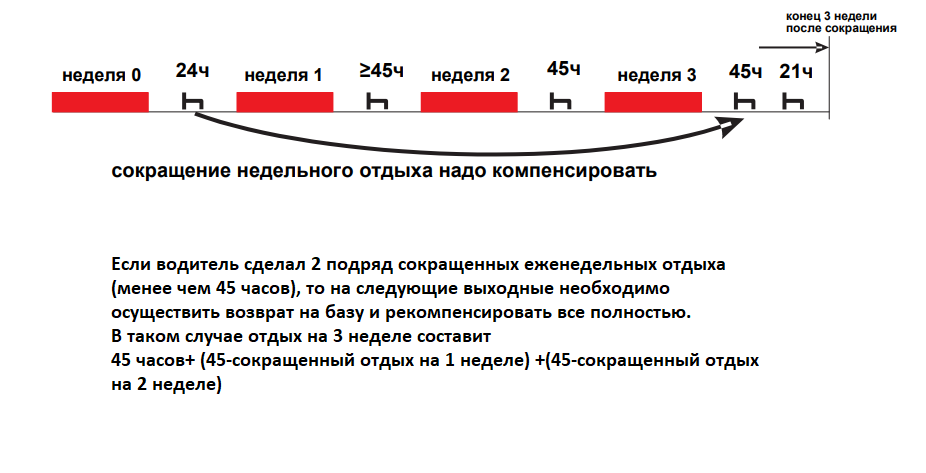 конец 3 недели
после сокращения
неделя 0 24ч неделя 1 ≥45ч неделя 2 45ч неделя 3 45ч 21ч
сокращение недельного отдыха надо компенсировать
Если водитель сделал 2 подряд сокращенных еженедельных отдыха
(менее чем 45 часов), то на следующие выходные необходимо
осуществить возврат на базу и рекомпенсировать все полностью.
В таком случае отдых на 3 неделе составит
45 часов+ (45-сокращенный отдых на 1 неделе) +(45-сокращенный отдых
на 2 неделе)